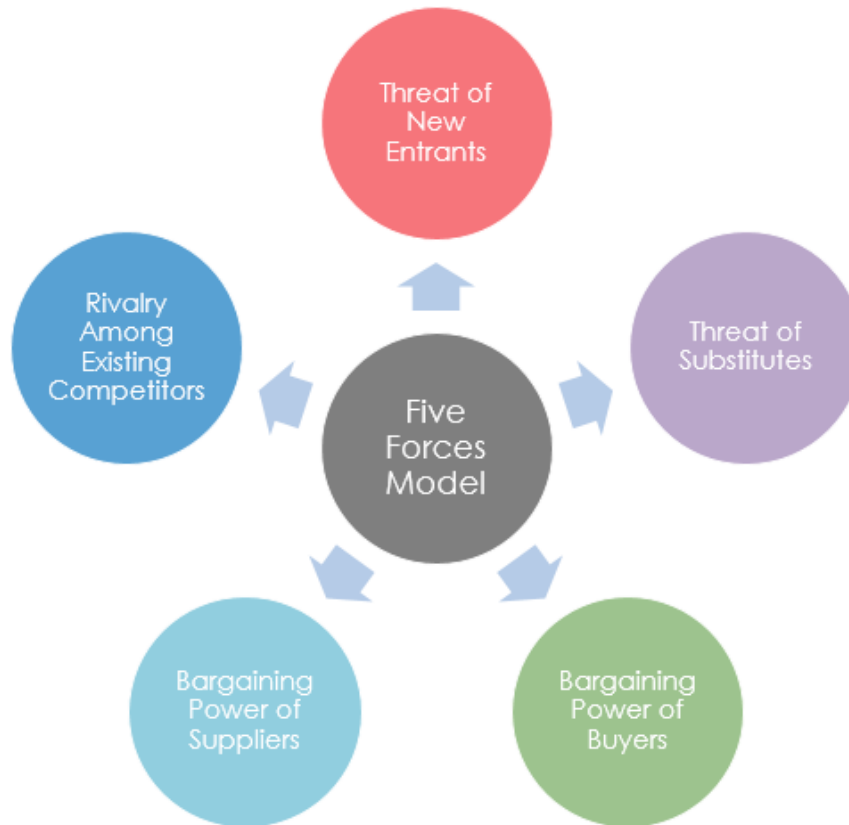 Threat of
New
Entrants
Rivalry
Among
Existing
Competitors
Threat of
Substitutes
Five
Forces
Model
Bargaining
Power of
Suppliers
Bargaining
Power of
Buyers